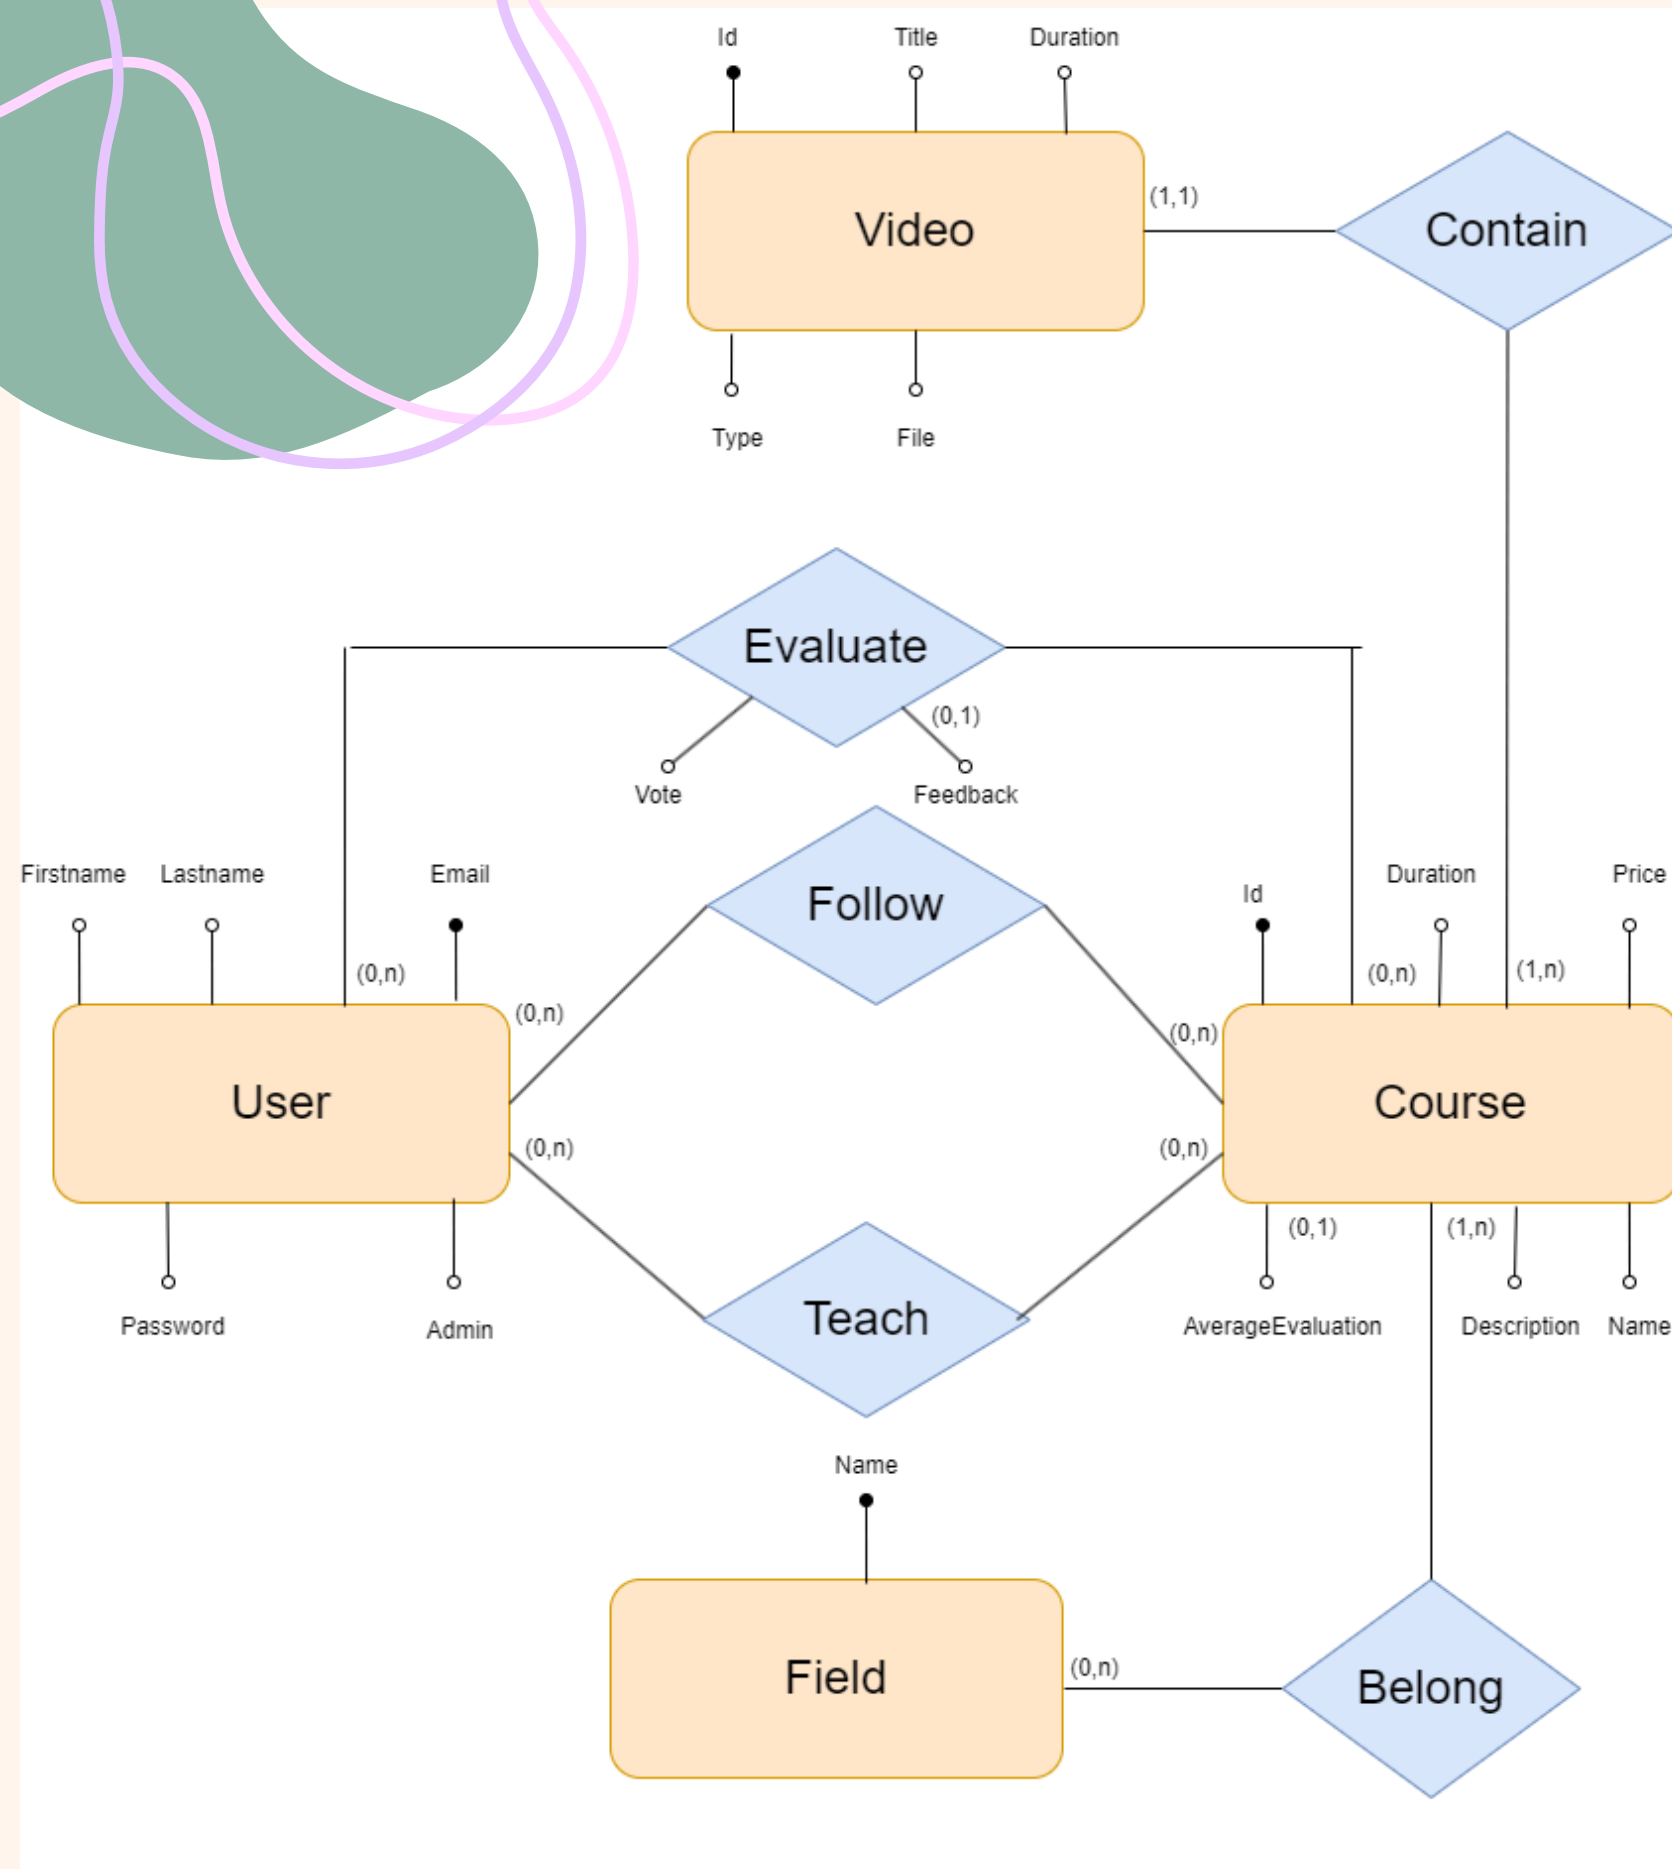 Id
Title
Duration
Video
(1,1)
Contain
Type
File
Evaluate
(0,1)
Vote
Feedback
Firstname
Lastname
Email
Follow
Id
Duration
Price
(0,n)
(0,n)
(1,n)
(0,n)
(0,n)
User
Course
(0,n)
(0,n)
(0,1)
(1,n)
Password
Admin
Teach
AverageEvaluation
Description
Name
Name
Field
(0,n)
Belong